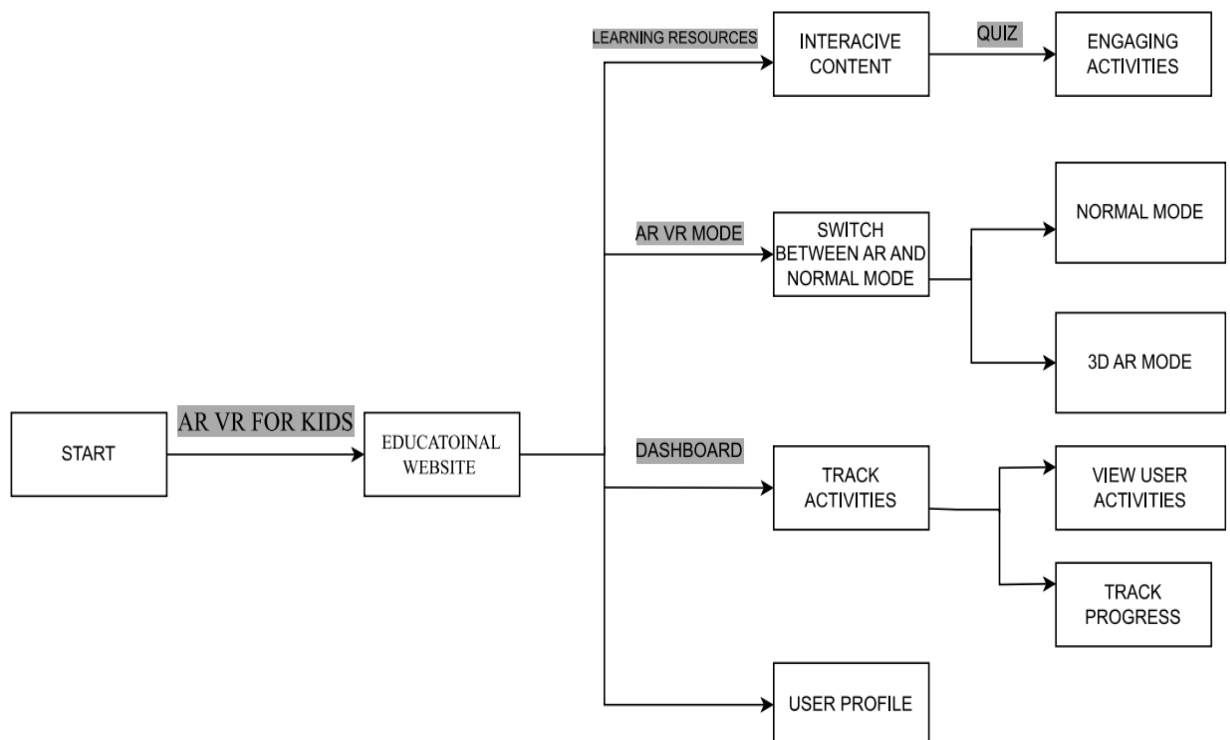 LEARNING RESOURCES
INTERACIVE
CONTENT
QUIZ
ENGAGING
ACTIVITIES
AR VR MODE
SWITCH
BETWEEN AR AND
NORMAL MODE
NORMAL MODE
3D AR MODE
START
AR VR FOR KIDS
EDUCATOINAL
WEBSITE
DASHBOARD
TRACK
ACTIVITIES
VIEW USER
ACTIVITIES
TRACK
PROGRESS
USER PROFILE